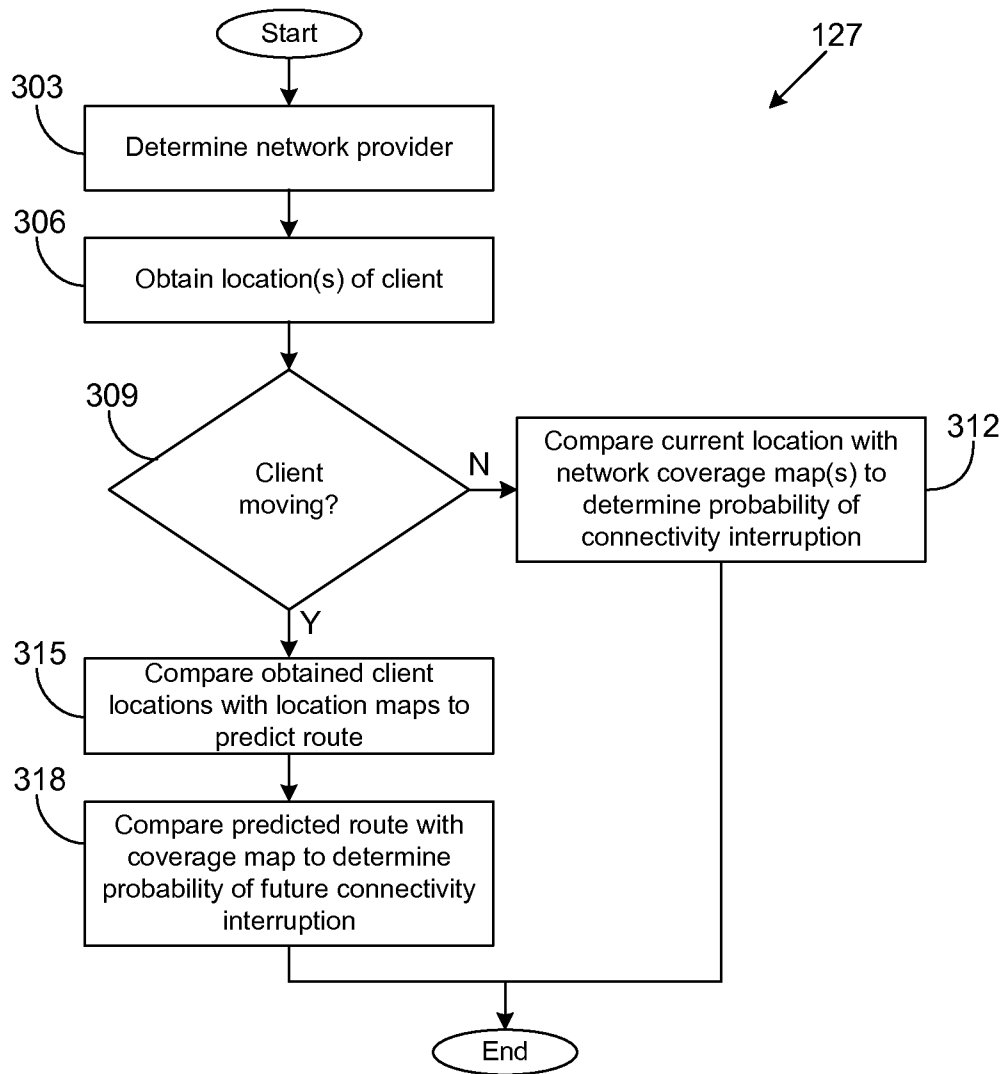 Start
127
303
Determine network provider
306
Obtain location(s) of client
309
Client
moving?
N
Compare current location with
network coverage map(s) to
determine probability of
connectivity interruption
312
Y
315
Compare obtained client
locations with location maps to
predict route
318
Compare predicted route with
coverage map to determine
probability of future connectivity
interruption
End